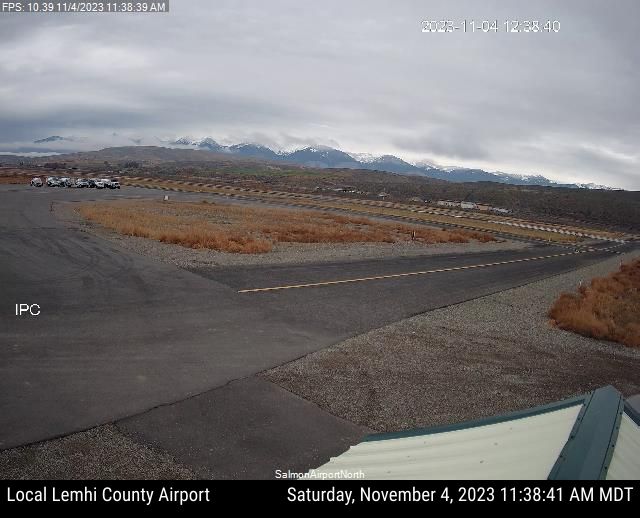 FPS: 10.39 11/4/2023 11:38:39 AM
2023-11-04 12:38:40
IPC
SalmonAirportNorth
Local Lemhi County Airport Saturday, November 4, 2023 11:38:41 AM MDT